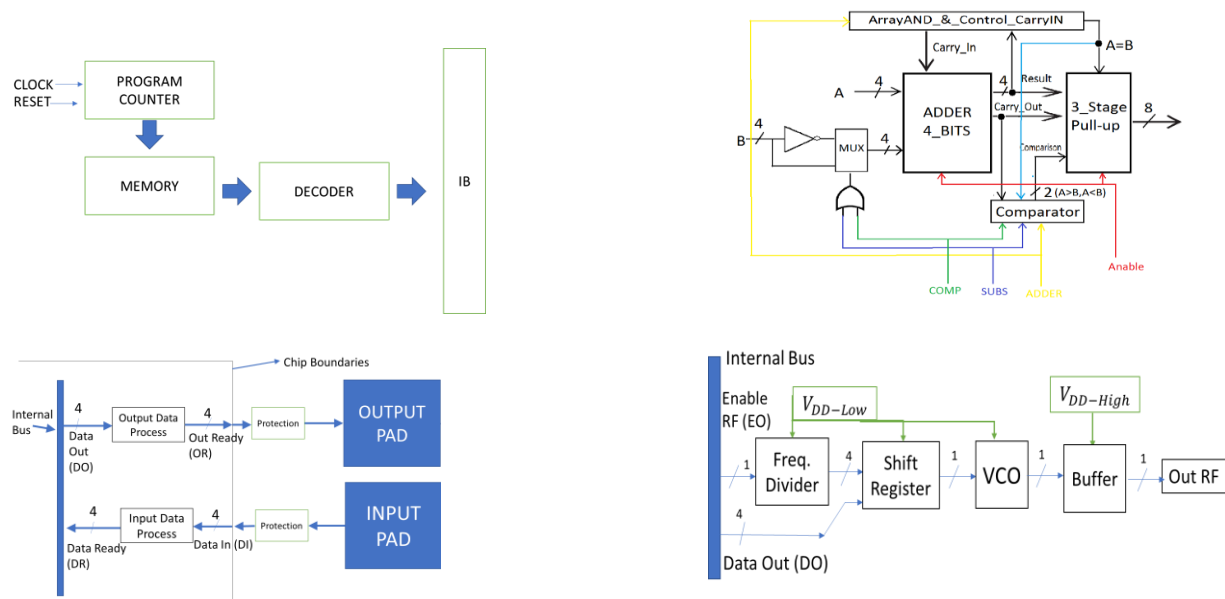 CLOCK
RESET
PROGRAM
COUNTER
MEMORY
DECODER
IB
ArrayAND_&_Control_CarryIN
Carry_In
A=B
A
4
ADDER
4_BITS
4
Result
Carry_Out
3_Stage
Pull-up
8
B
4
MUX
4
Comparison
2 (A>B,A<B)
Comparator
Anable
COMP
SUBS
ADDER
Chip Boundaries
Internal
Bus
4
Data
Out
(DO)
Output Data
Process
4
Out Ready
(OR)
Protection
OUTPUT
PAD
4
Data Ready
(DR)
Input Data
Process
4
Data In (DI)
Protection
INPUT
PAD
Internal Bus
Enable
RF (EO)
V_DD-Low
V_DD-High
1
Freq.
Divider
4
Shift
Register
1
VCO
1
Buffer
1
Out RF
4
Data Out (DO)